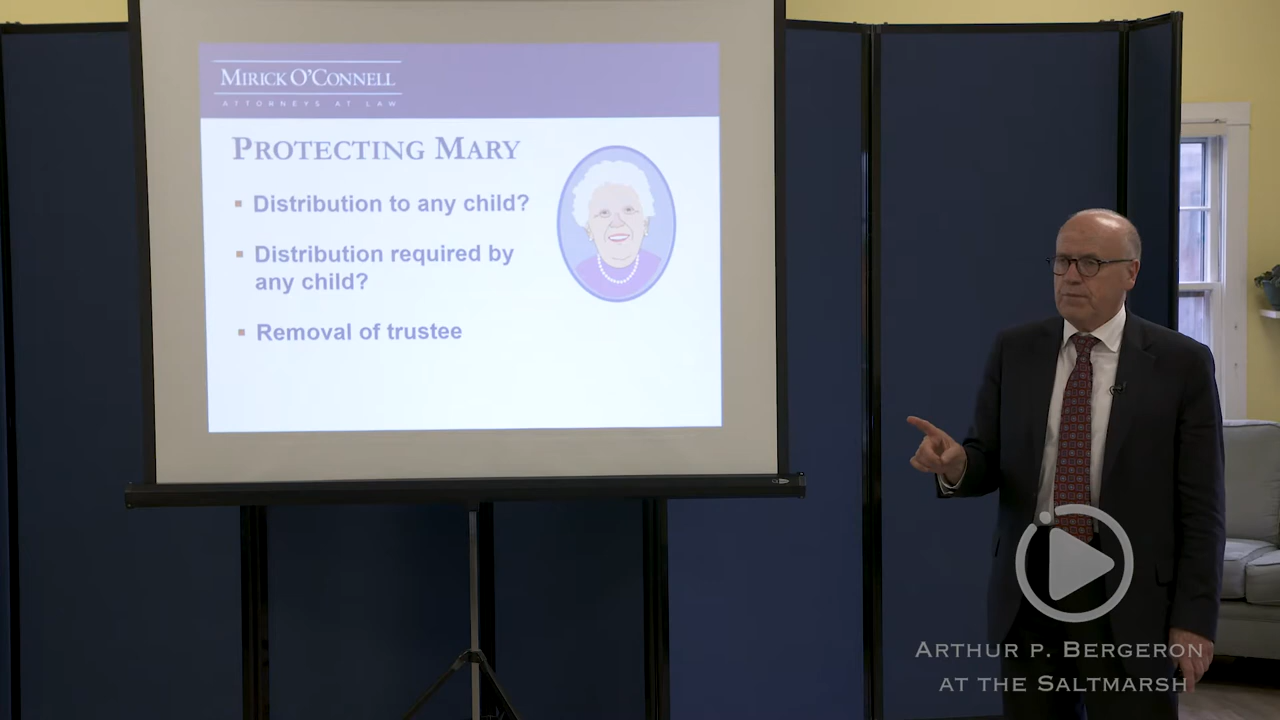 MIRICK O'CONNELL
ATTORNEYS AT LAW
PROTECTING MARY
Distribution to any child?
Distribution required by
any child?
Removal of trustee
ARTHUR P. BERGERON
AT THE SALTMARSH